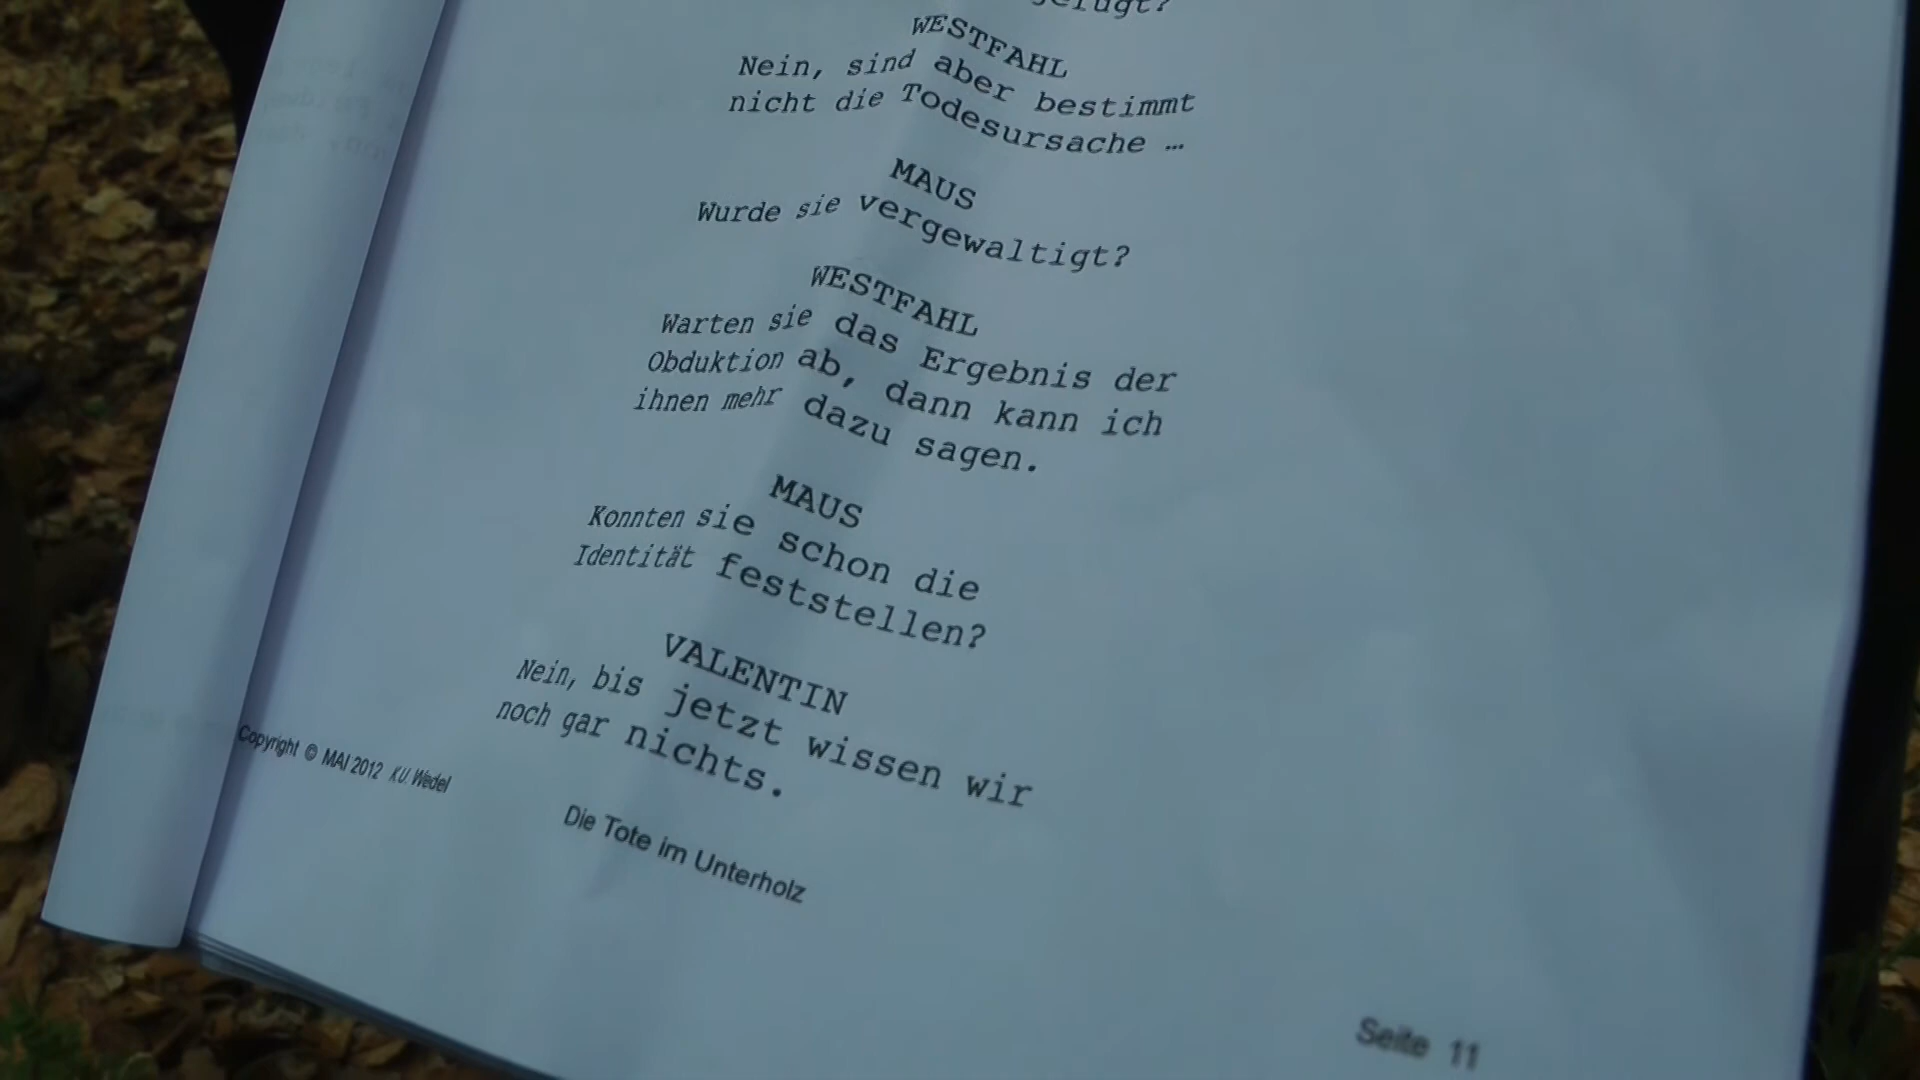 WESTFAHL
Nein, sind aber bestimmt
nicht die Todesursache …
MAUS
Wurde sie vergewaltigt?
WESTFAHL
Warten sie das Ergebnis der
Obduktion ab, dann kann ich
ihnen mehr dazu sagen.
MAUS
Konnten sie schon die
Identität feststellen?
VALENTIN
Nein, bis jetzt wissen wir
noch gar nichts.
Copyright © MAI 2012 KU Wedel
Die Tote im Unterholz
Seite 11